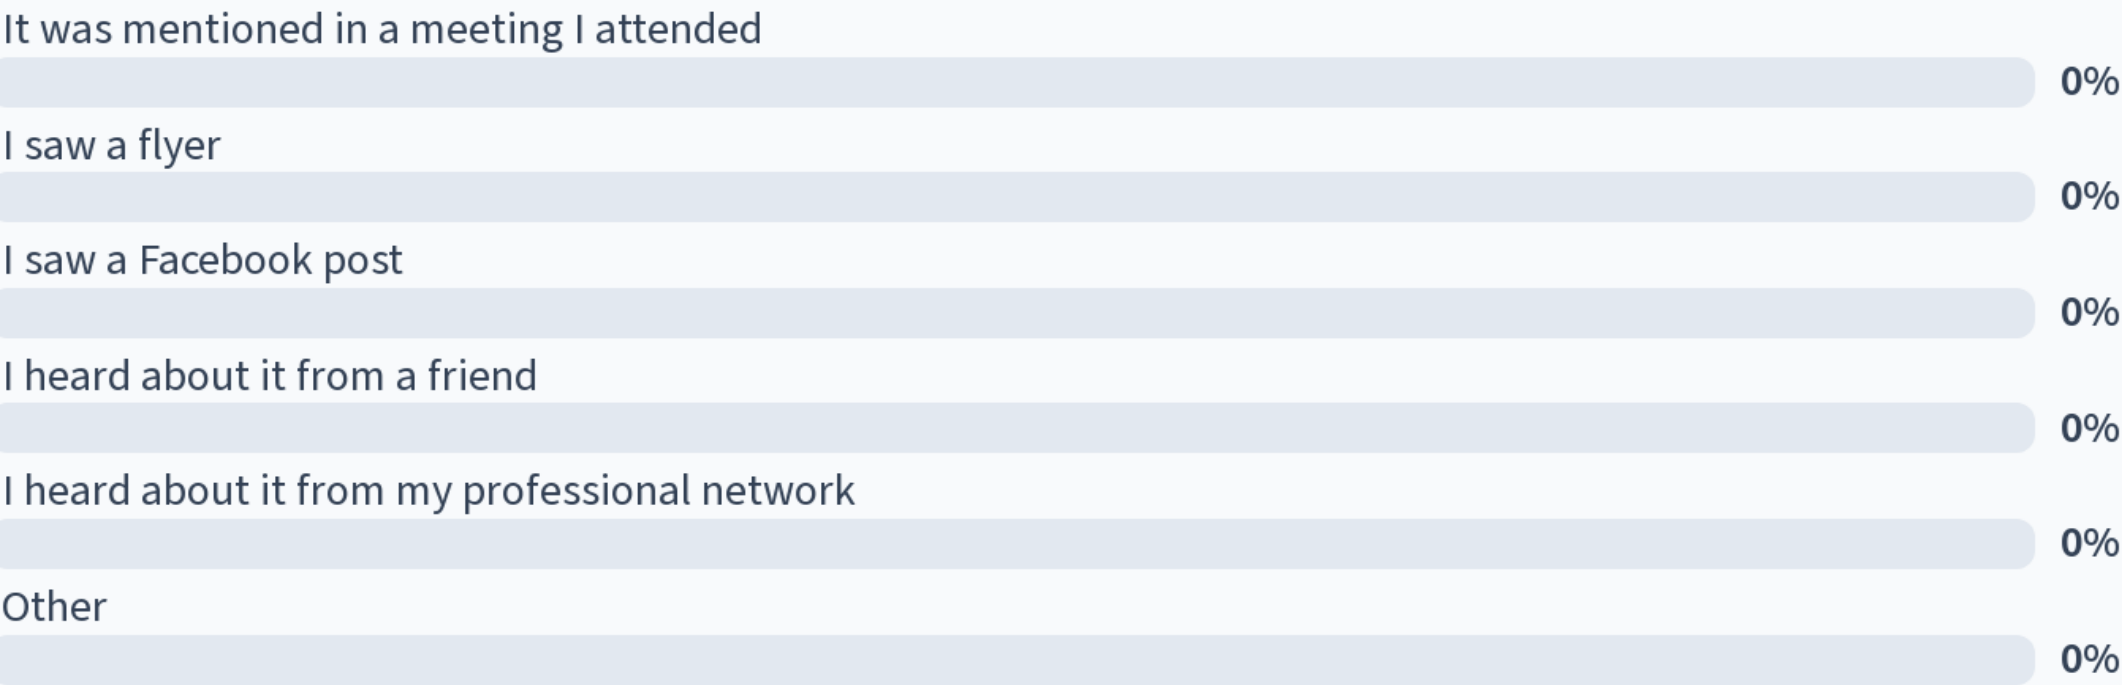 It was mentioned in a meeting I attended
0%
I saw a flyer
0%
I saw a Facebook post
0%
I heard about it from a friend
0%
I heard about it from my professional network
0%
Other
0%